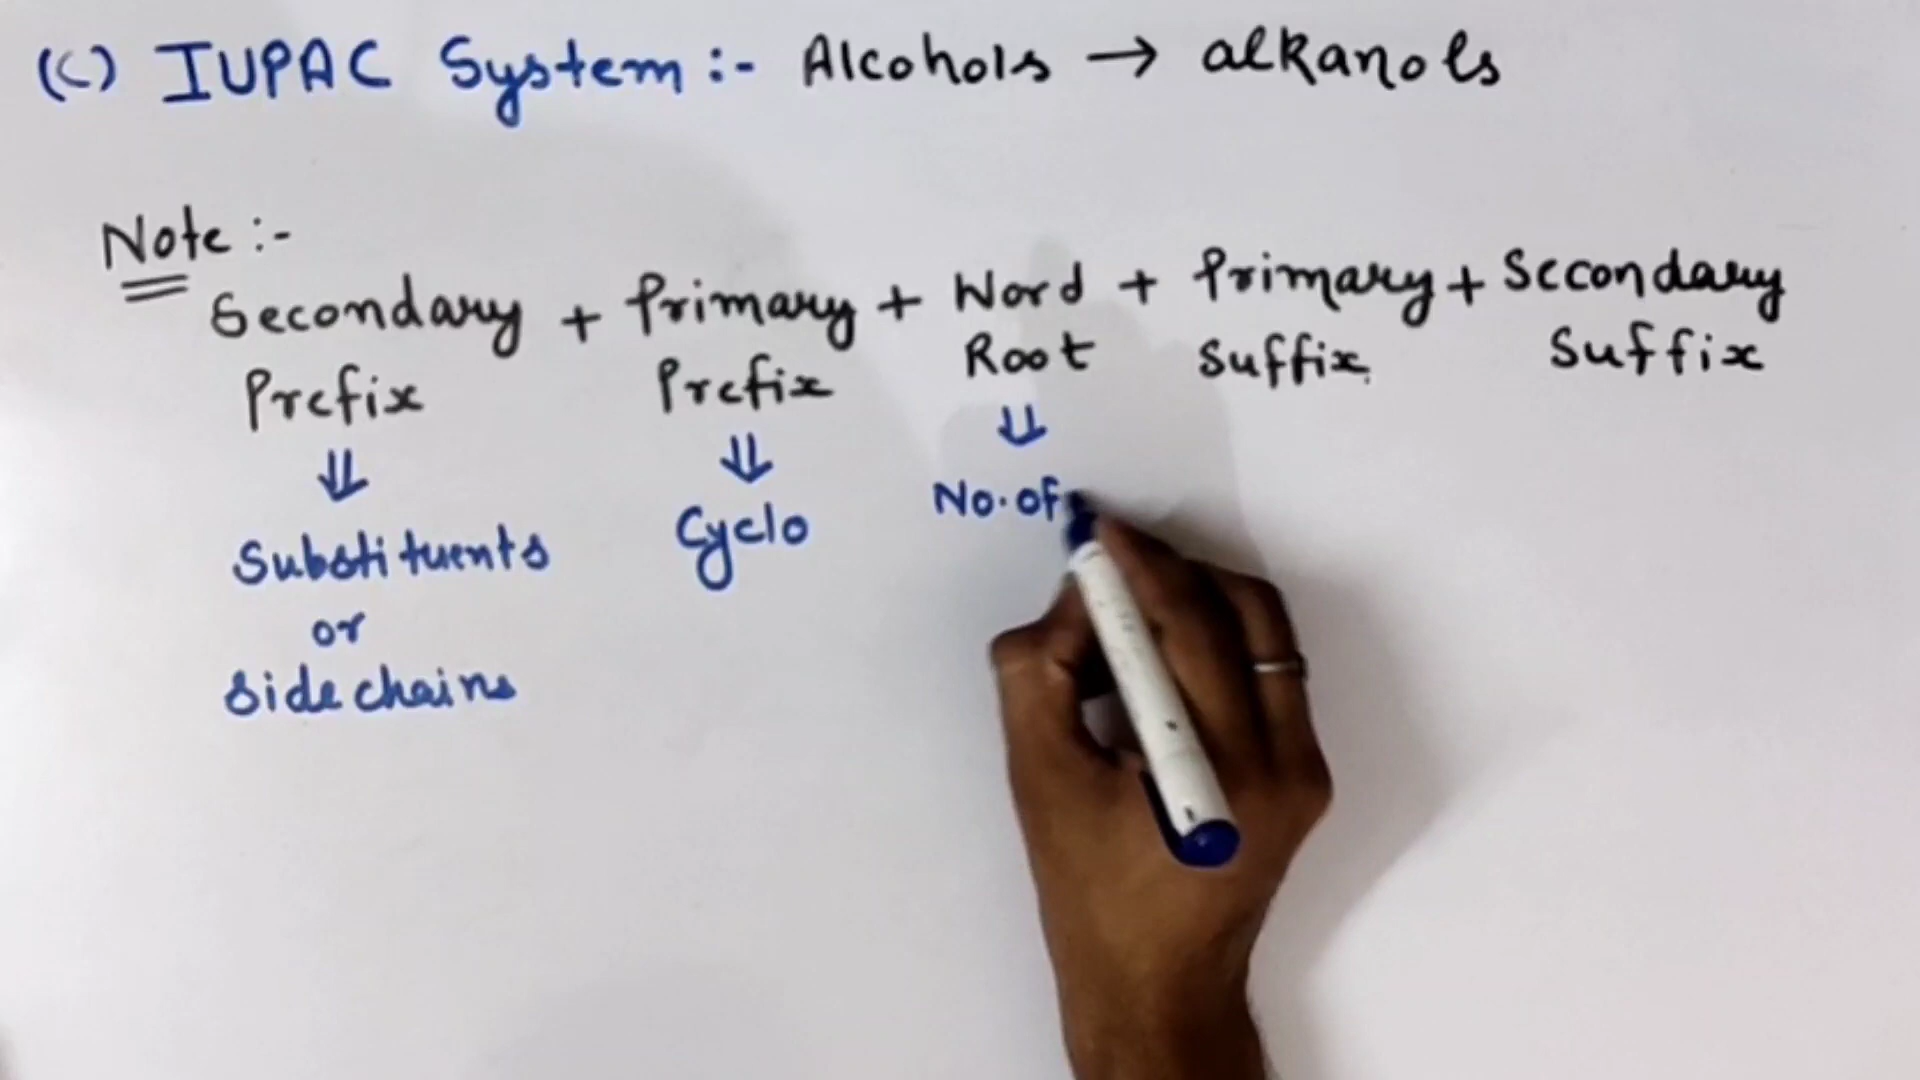 (C) IUPAC System :- Alcohols → alkanols
Note :-
Secondary + Primary + Word + Primary + Secondary
Prefix Prefix Root Suffix Suffix
⇓ ⇓ ⇓
Substituents Cyclo No. of
or
Side chains